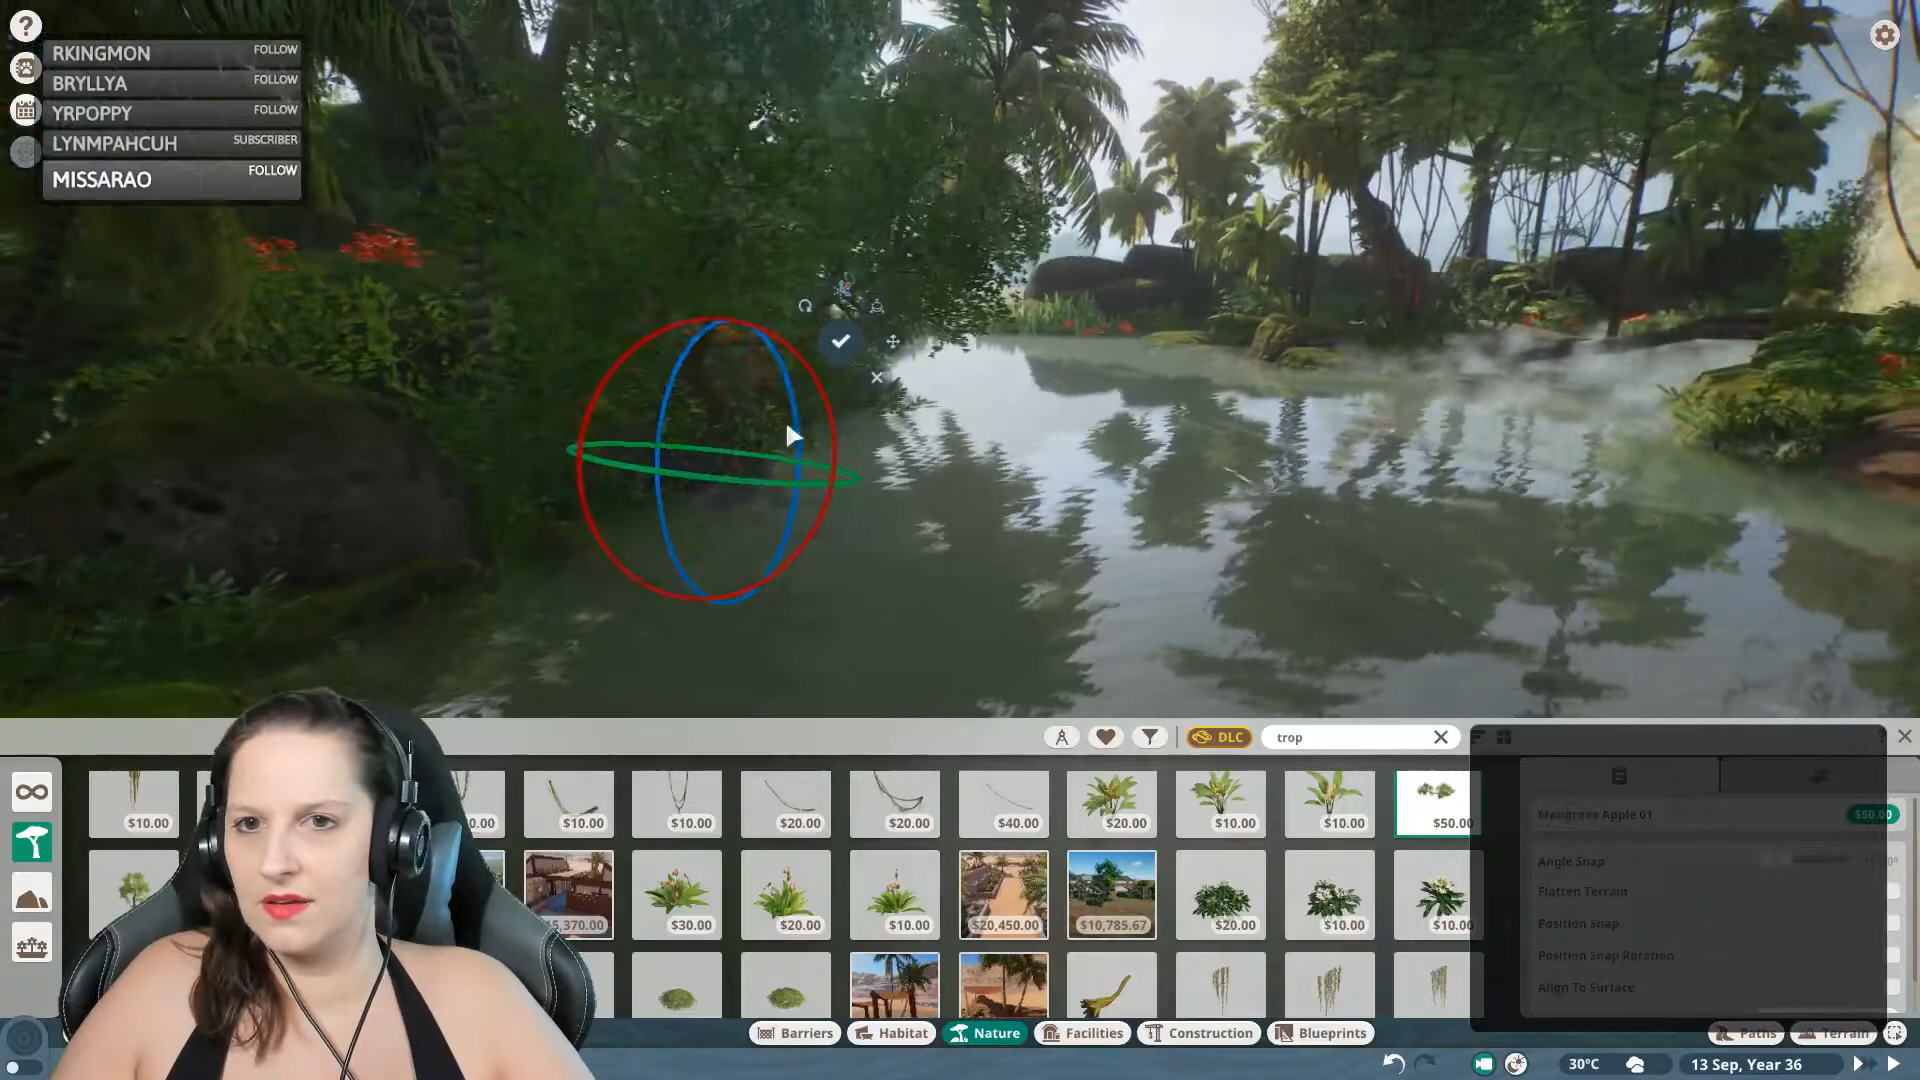 ?
RKINGMON FOLLOW
BRYLLYA FOLLOW
YRPOPPY FOLLOW
LYNMPAHCUH SUBSCRIBER
MISSARAO FOLLOW
DLC trop
$10.00 $10.00 $10.00 $20.00 $20.00 $40.00 $20.00 $10.00 $10.00 $50.00
$30.00 $20.00 $10.00 $20,450.00 $10,785.67 $20.00 $10.00 $10.00
Mangrove Apple 01 $50.00
Angle Snap
Flatten Terrain
Position Snap
Position Snap Rotation
Align To Surface
Barriers Habitat Nature Facilities Construction Blueprints Paths Terrain
30°C 13 Sep, Year 36